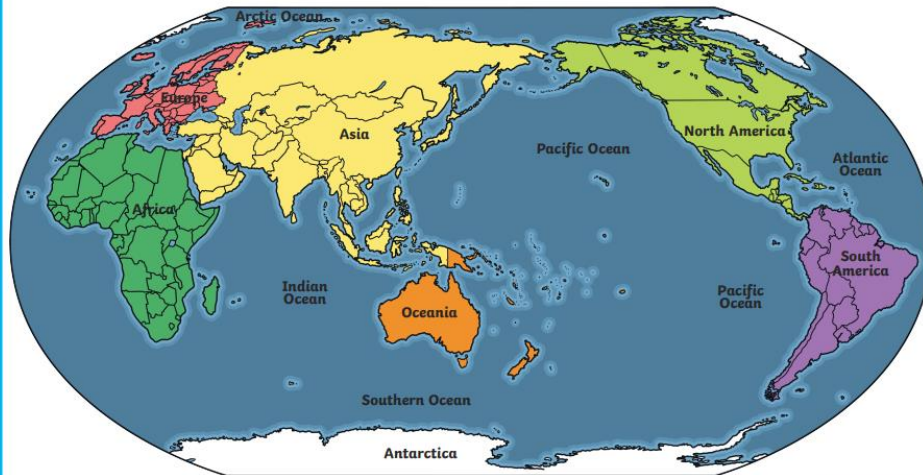 Arctic Ocean
Europe
Asia
North America
Pacific Ocean
Atlantic
Ocean
Africa
South
America
Indian
Ocean
Pacific
Ocean
Oceania
Southern Ocean
Antarctica